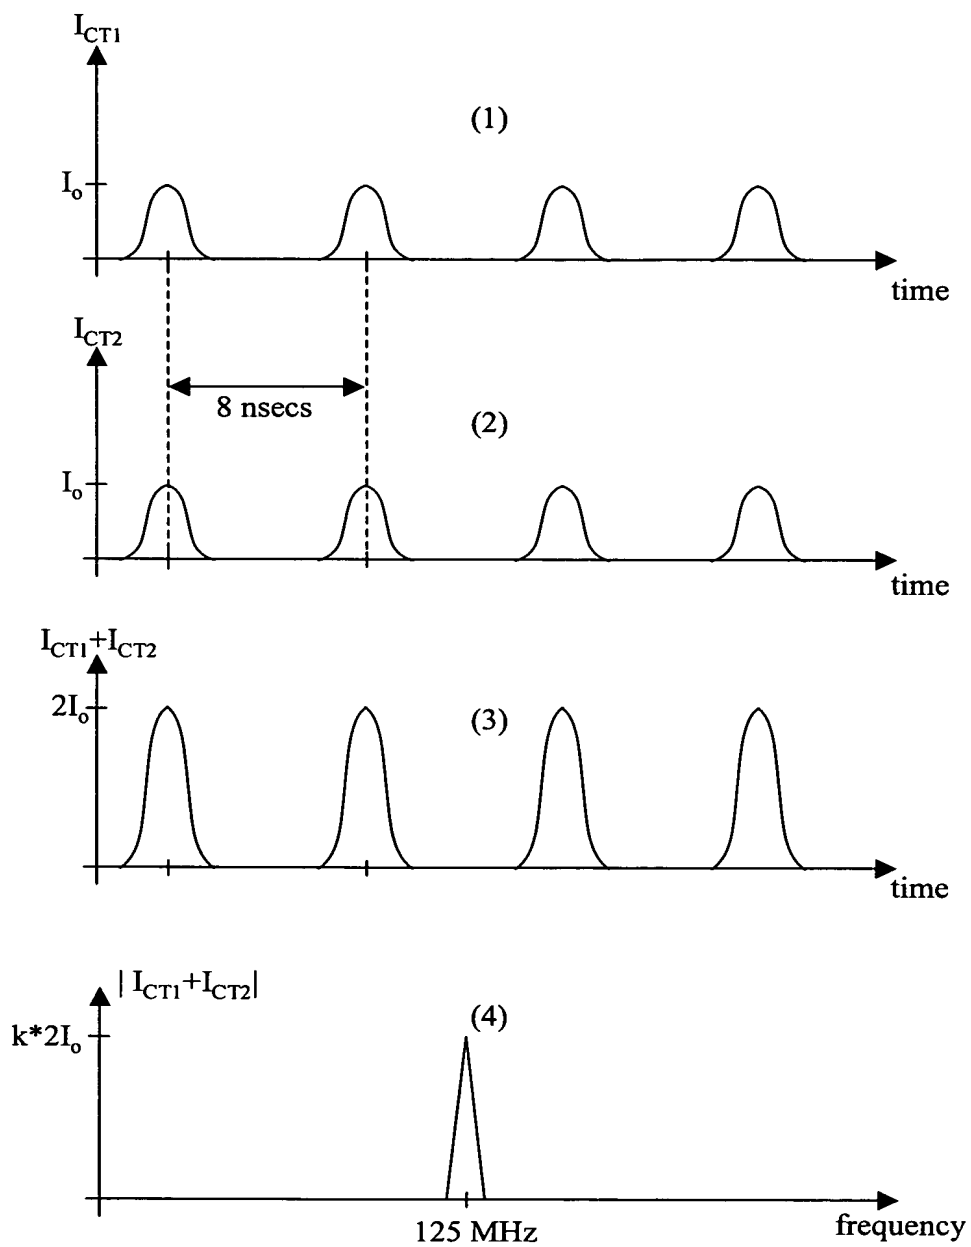 I_CT1
(1)
I_o
time
I_CT2
8 nsecs
(2)
I_o
time
I_CT1+I_CT2
2I_o
(3)
time
| I_CT1+I_CT2|
(4)
k*2I_o
125 MHz
frequency